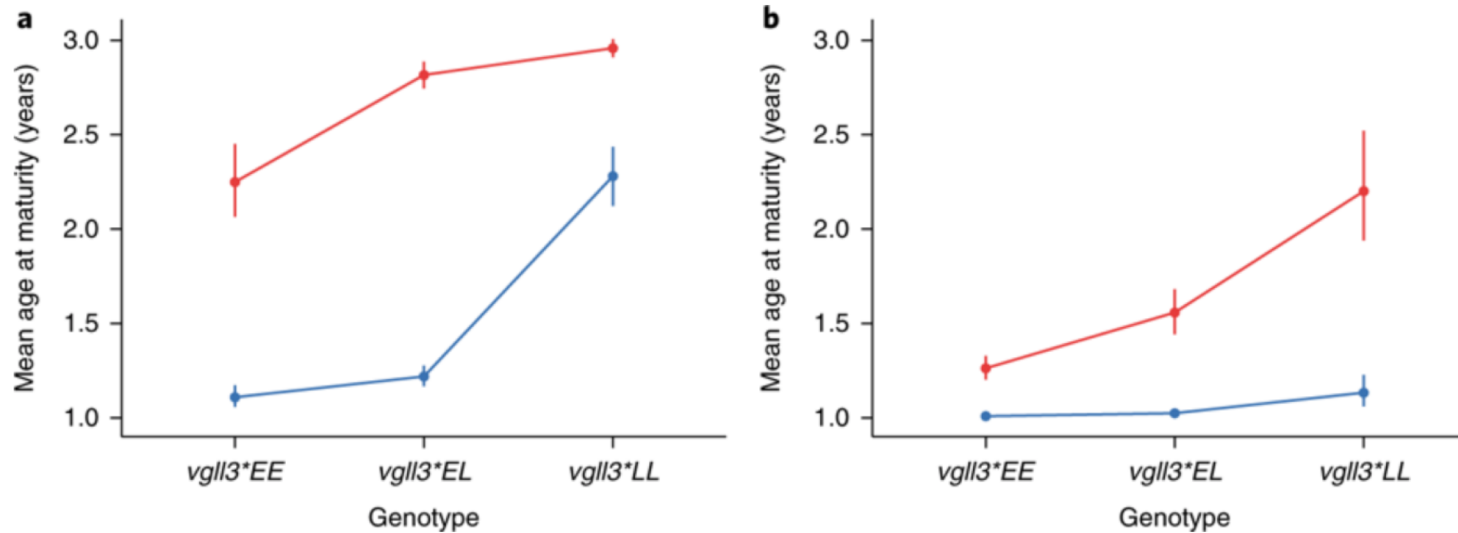 a
Mean age at maturity (years)
3.0
2.5
2.0
1.5
1.0
vgll3*EE vgll3*EL vgll3*LL
Genotype
b
Mean age at maturity (years)
3.0
2.5
2.0
1.5
1.0
vgll3*EE vgll3*EL vgll3*LL
Genotype